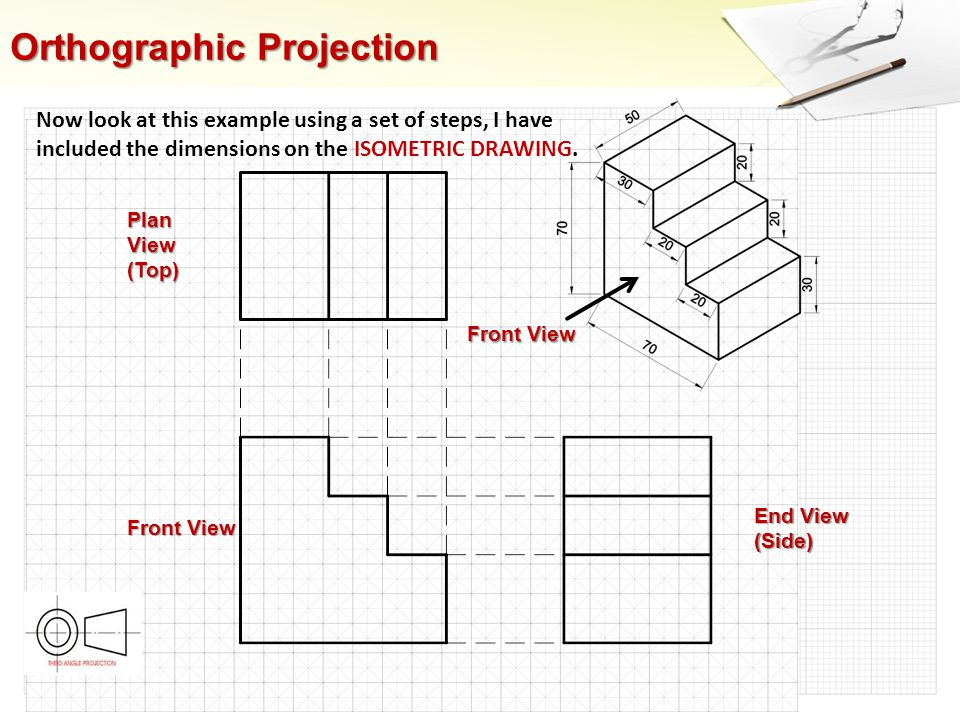 Orthographic Projection
Now look at this example using a set of steps, I have
included the dimensions on the ISOMETRIC DRAWING.
50
20
30
20
70
20
30
20
70
Plan
View
(Top)
Front View
Front View
End View
(Side)
THIRD ANGLE PROJECTION